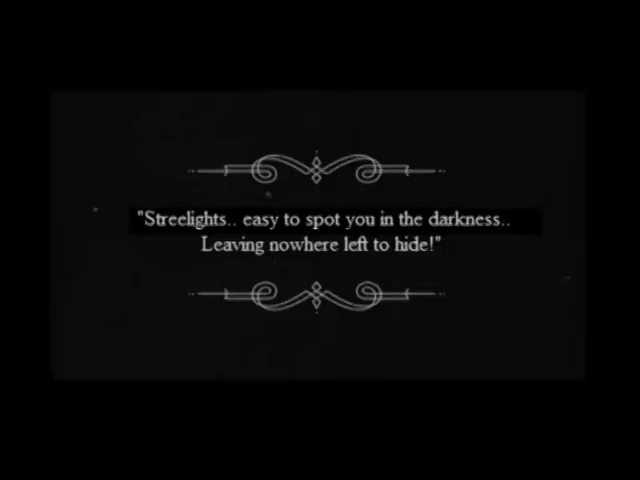 "Streelights.. easy to spot you in the darkness..
Leaving nowhere left to hide!"